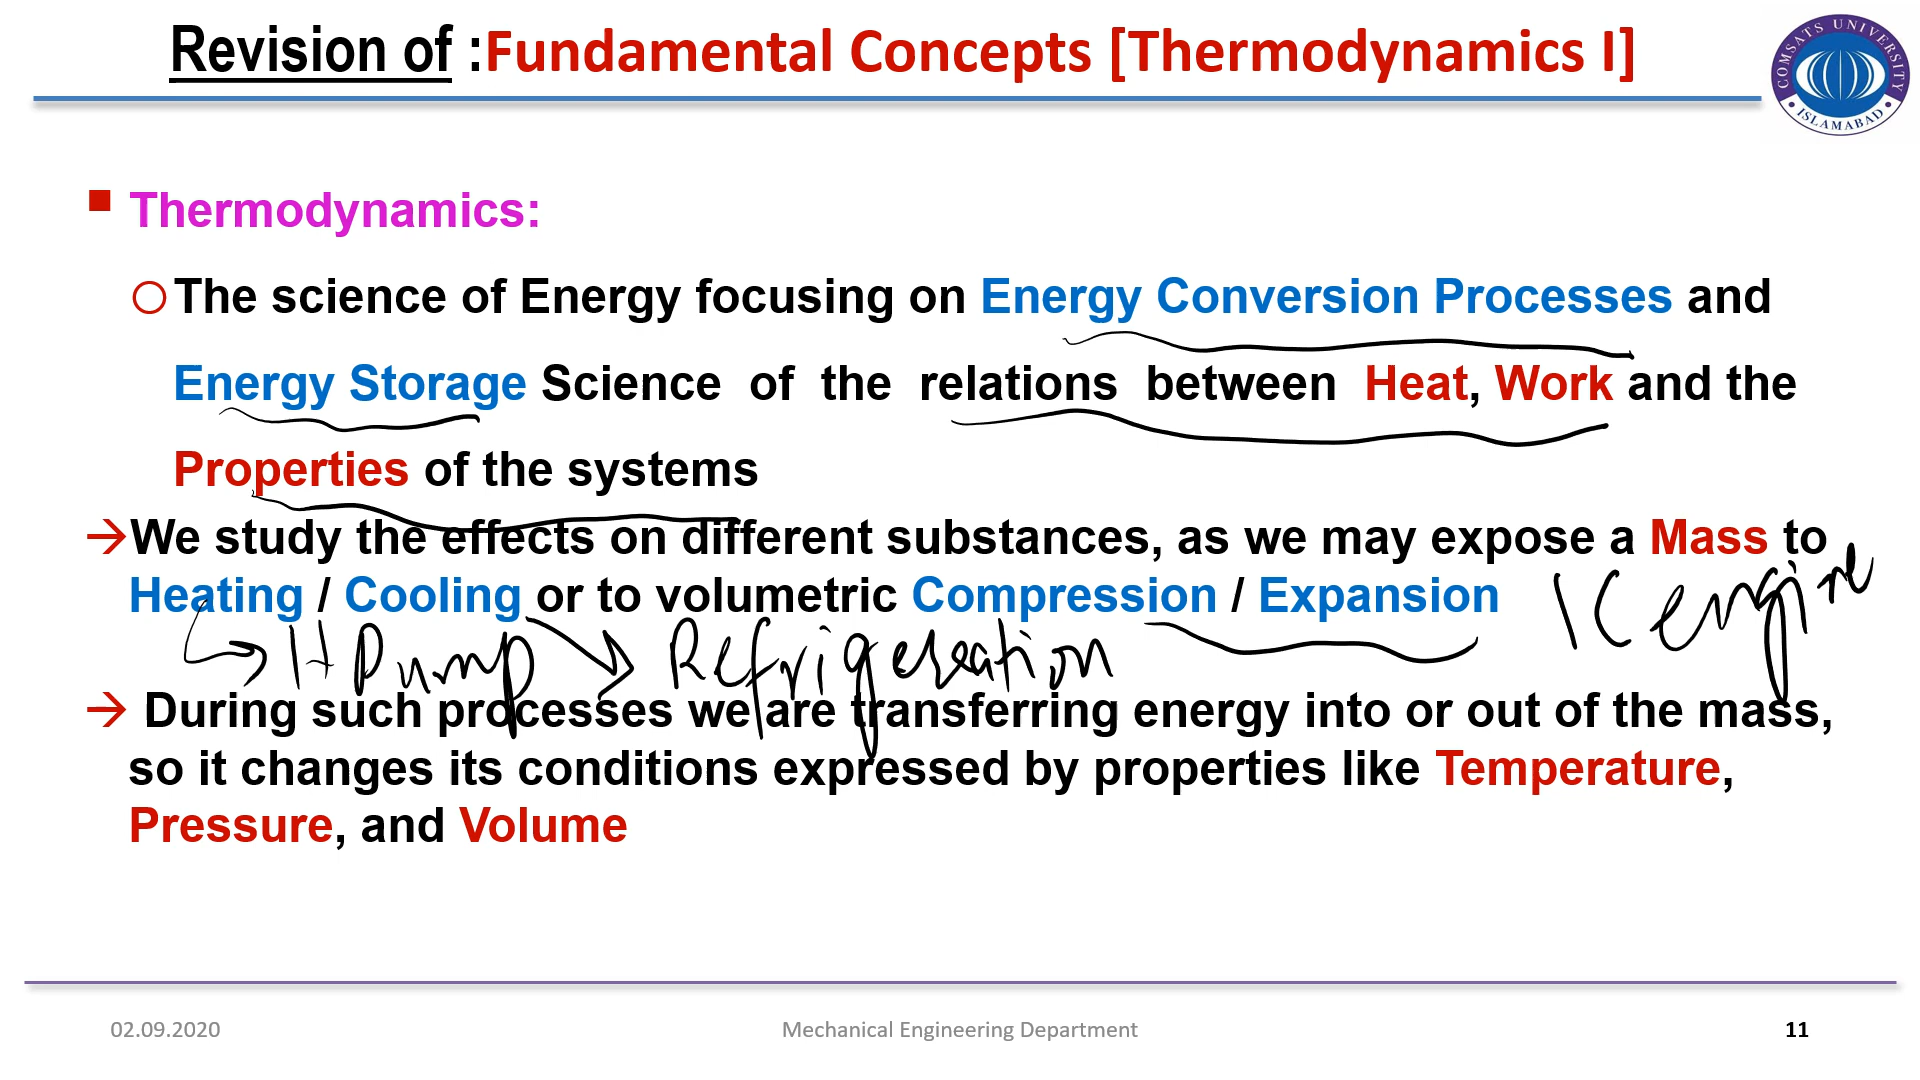 Revision of :Fundamental Concepts [Thermodynamics I]
COMSATS UNIVERSITY
ISLAMABAD
Thermodynamics:
The science of Energy focusing on Energy Conversion Processes and
Energy Storage Science of the relations between Heat, Work and the
Properties of the systems
→We study the effects on different substances, as we may expose a Mass to
Heating / Cooling or to volumetric Compression / Expansion
IC engine
H Pump
Refrigeration
→ During such processes we are transferring energy into or out of the mass,
so it changes its conditions expressed by properties like Temperature,
Pressure, and Volume
02.09.2020
Mechanical Engineering Department
11